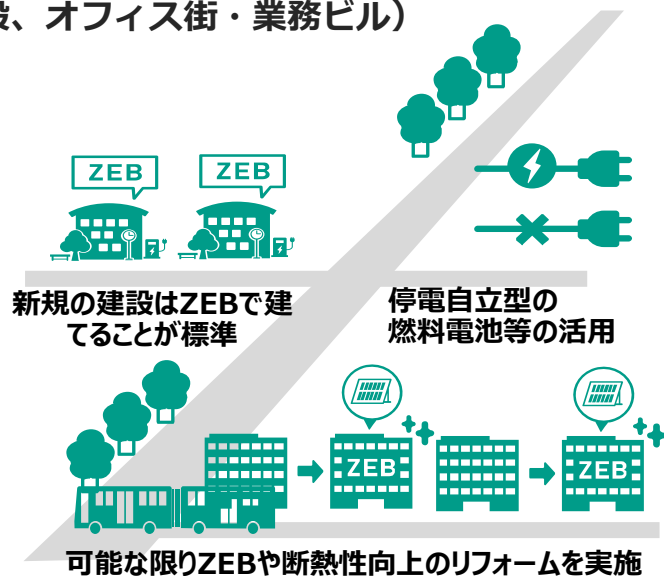 設、オフィス街・業務ビル）
ZEB
ZEB
新規の建設はZEBで建
てることが標準
停電自立型の
燃料電池等の活用
ZEB
ZEB
可能な限りZEBや断熱性向上のリフォームを実施